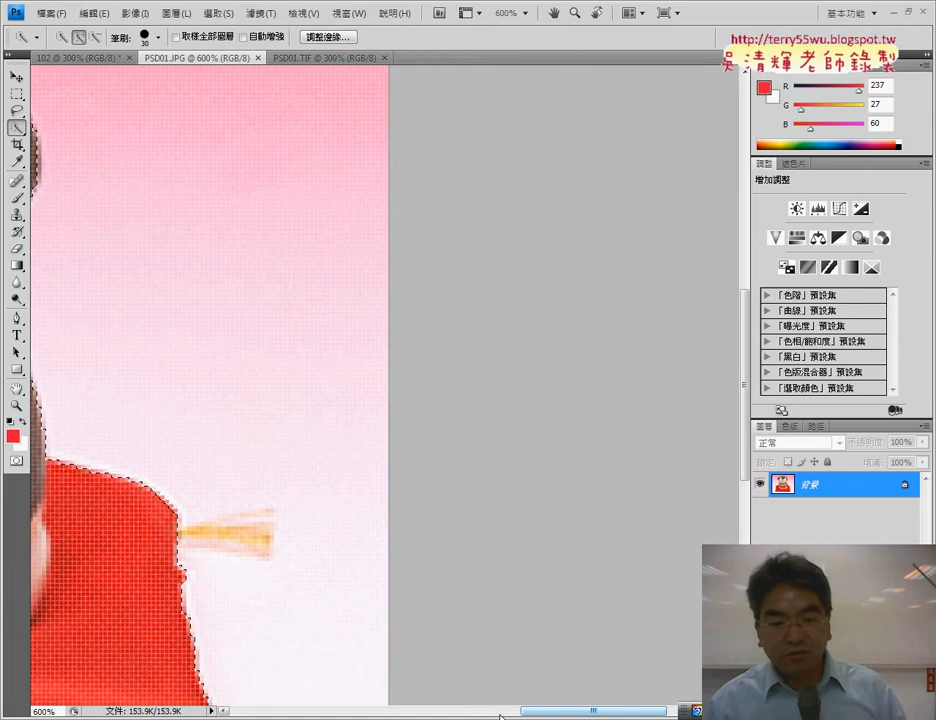 Ps 檔案(F) 編輯(E) 影像(I) 圖層(L) 選取(S) 濾鏡(T) 檢視(V) 視窗(W) 說明(H) Br 600% 基本功能
筆刷: 30 取樣全部圖層 自動增強 調整邊緣...
http://terry55wu.blogspot.tw
吳清輝老師錄製
102 @ 300% (RGB/8) * PSD01.JPG @ 600% (RGB/8) PSD01.TIF @ 300% (RGB/8)
R 237
G 27
B 60
調整 遮色片
增加調整
「色階」預設集
「曲線」預設集
「曝光度」預設集
「色相/飽和度」預設集
「黑白」預設集
「色版混合器」預設集
「選取顏色」預設集
圖層 色版 路徑
正常 不透明度: 100%
鎖定: 填滿: 100%
背景
600% 文件: 153.9K/153.9K